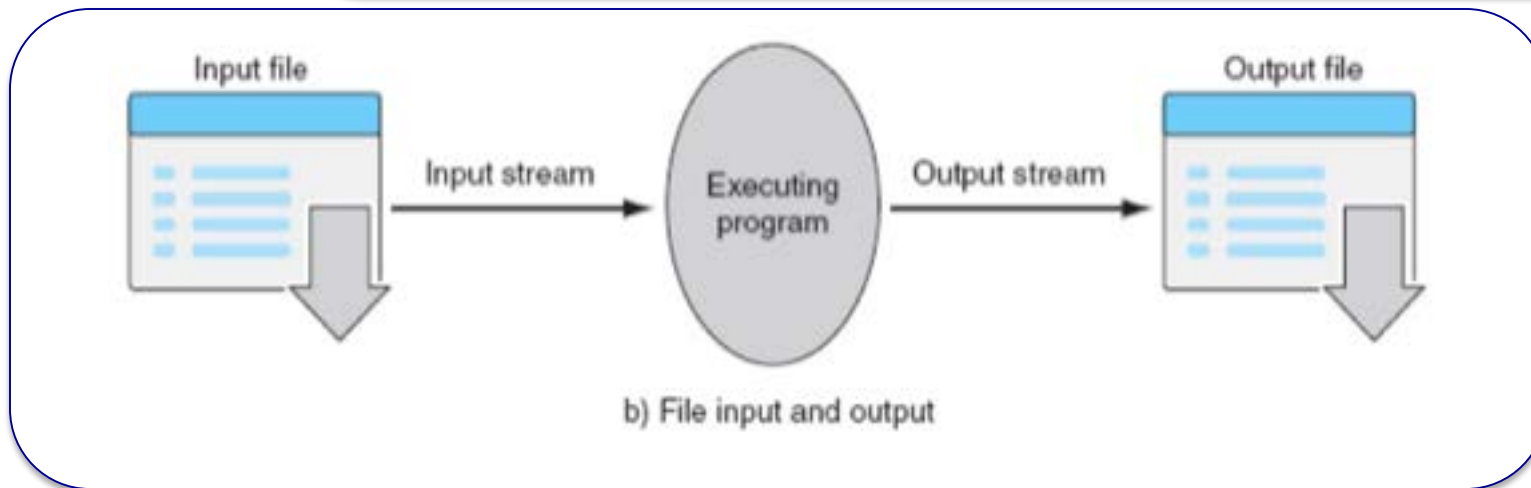 Input file
Output file
Input stream
Executing
program
Output stream
b) File input and output